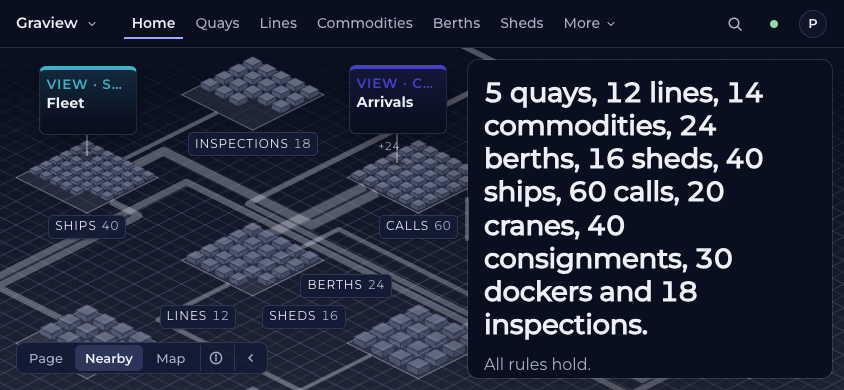 Graview
Home Quays Lines Commodities Berths Sheds More
P
VIEW · S...
Fleet
VIEW · C...
Arrivals
INSPECTIONS 18
+24
SHIPS 40
CALLS 60
BERTHS 24
LINES 12
SHEDS 16
Page Nearby Map
5 quays, 12 lines, 14
commodities, 24
berths, 16 sheds, 40
ships, 60 calls, 20
cranes, 40
consignments, 30
dockers and 18
inspections.
All rules hold.